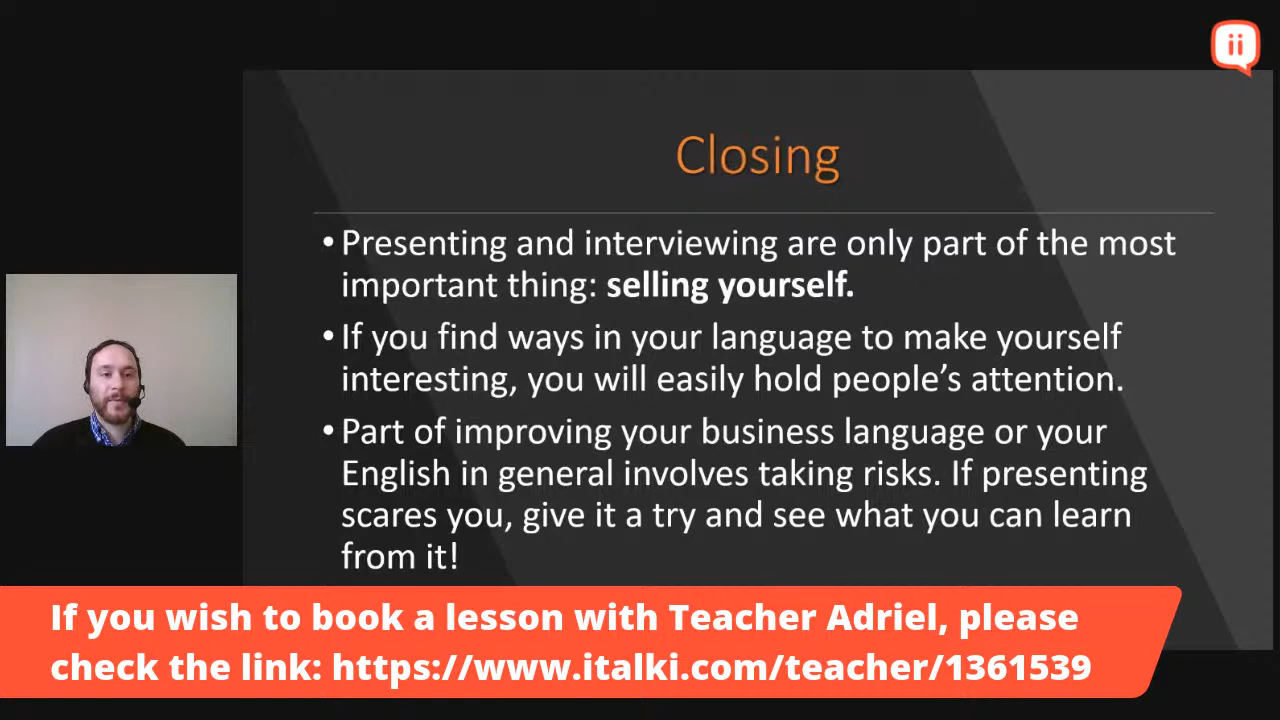 Closing
• Presenting and interviewing are only part of the most
important thing: selling yourself.
• If you find ways in your language to make yourself
interesting, you will easily hold people's attention.
• Part of improving your business language or your
English in general involves taking risks. If presenting
scares you, give it a try and see what you can learn
from it!
If you wish to book a lesson with Teacher Adriel, please
check the link: https://www.italki.com/teacher/1361539